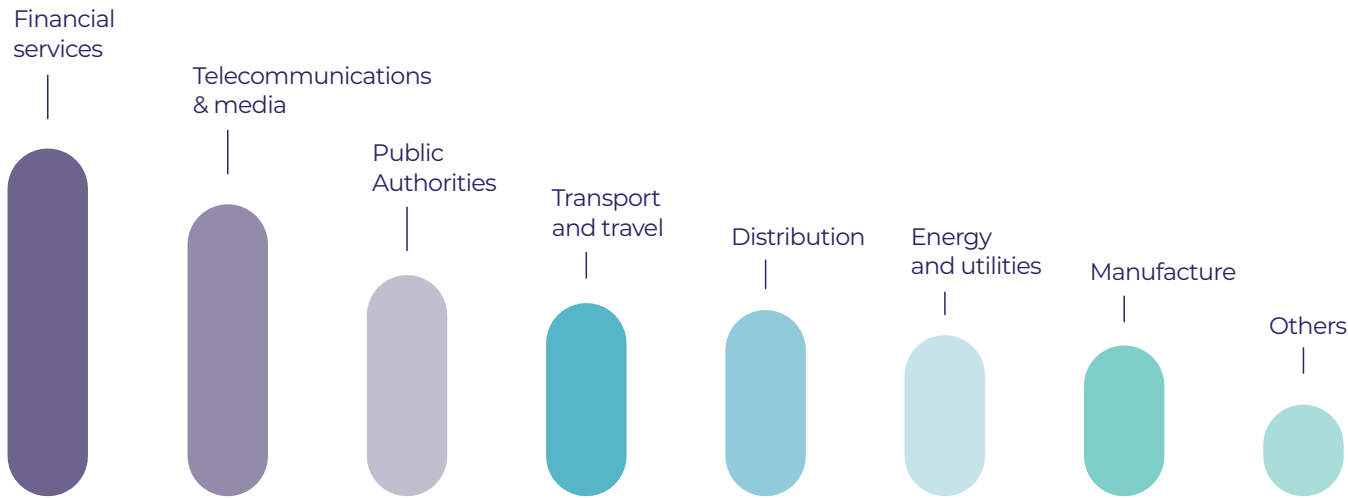 Financial
services
Telecommunications
& media
Public
Authorities
Transport
and travel
Distribution
Energy
and utilities
Manufacture
Others